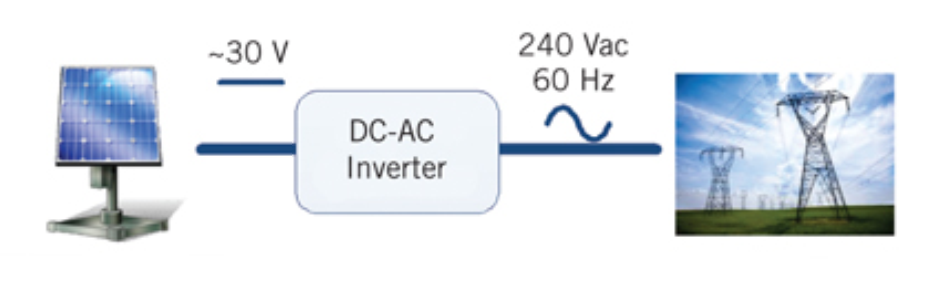 ~30 V
240 Vac
60 Hz
DC-AC
Inverter